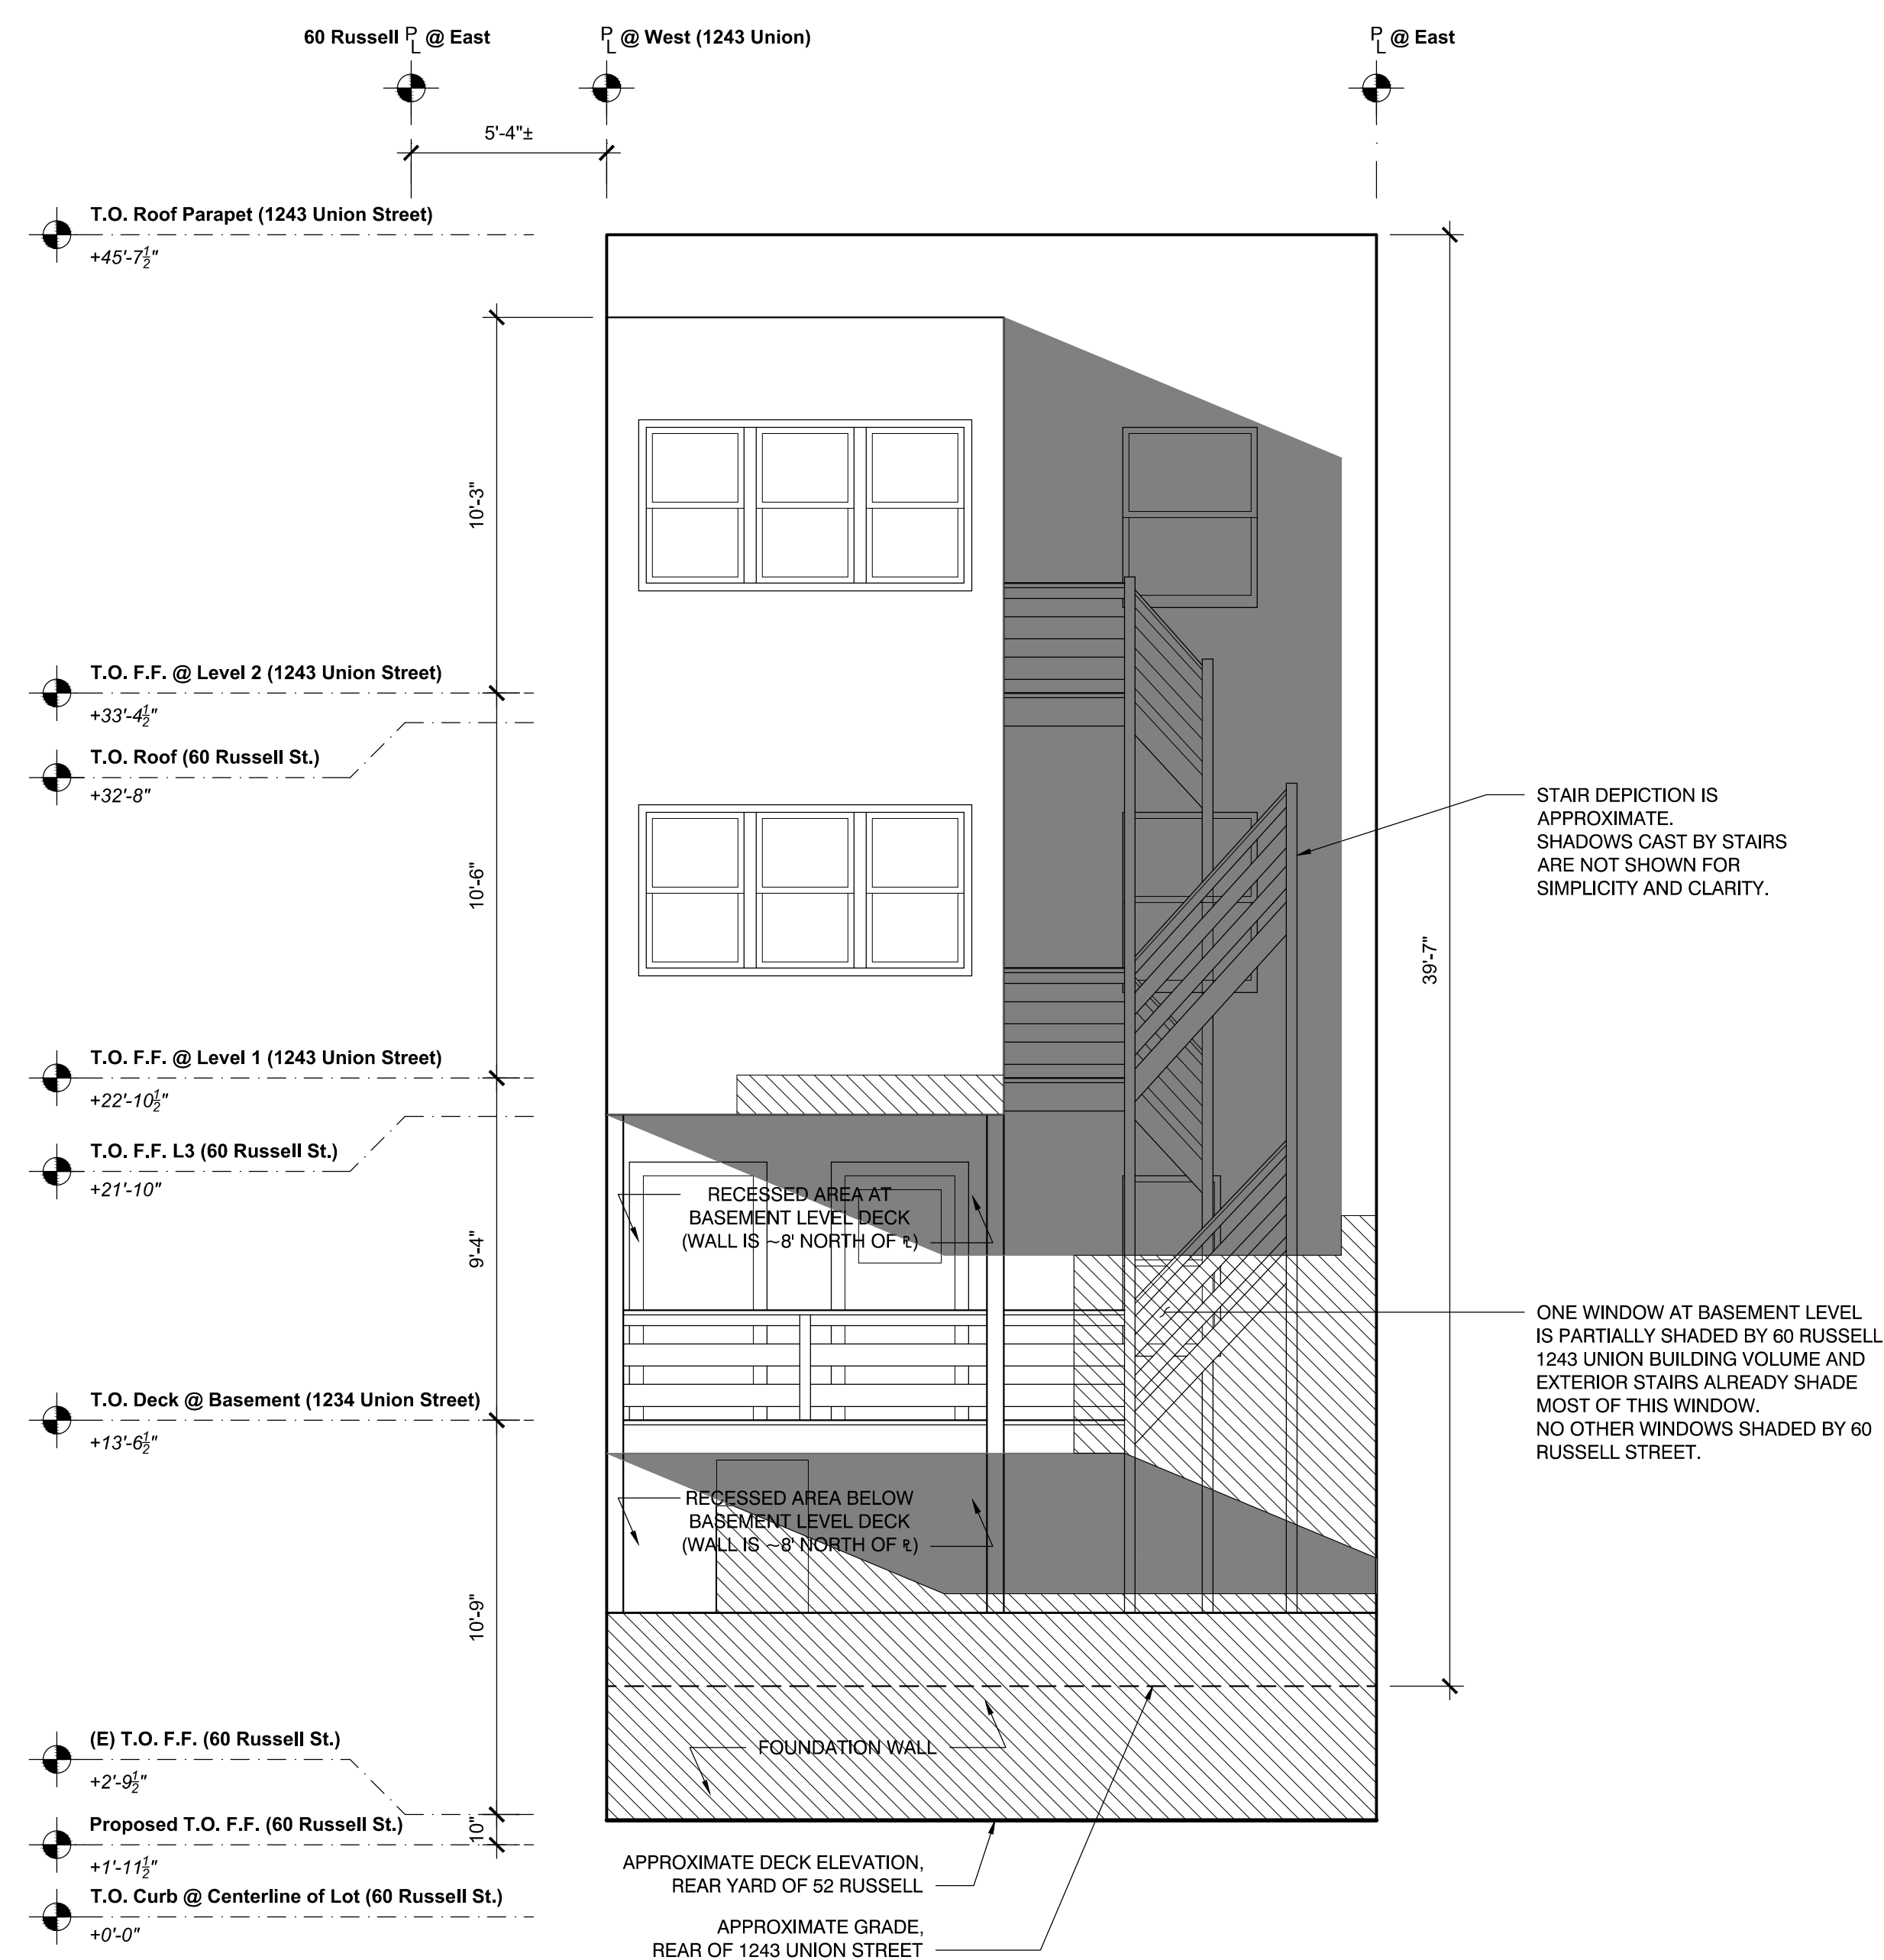 60 Russell PL @ East
PL @ West (1243 Union)
PL @ East
5'-4"±
T.O. Roof Parapet (1243 Union Street)
+45'-7½"
10'-3"
T.O. F.F. @ Level 2 (1243 Union Street)
+33'-4½"
T.O. Roof (60 Russell St.)
+32'-8"
STAIR DEPICTION IS
APPROXIMATE.
SHADOWS CAST BY STAIRS
ARE NOT SHOWN FOR
SIMPLICITY AND CLARITY.
10'-6"
39'-7"
T.O. F.F. @ Level 1 (1243 Union Street)
+22'-10½"
T.O. F.F. L3 (60 Russell St.)
+21'-10"
RECESSED AREA AT
BASEMENT LEVEL DECK
(WALL IS ~8' NORTH OF PL)
9'-4"
ONE WINDOW AT BASEMENT LEVEL
IS PARTIALLY SHADED BY 60 RUSSELL
1243 UNION BUILDING VOLUME AND
EXTERIOR STAIRS ALREADY SHADE
MOST OF THIS WINDOW.
NO OTHER WINDOWS SHADED BY 60
RUSSELL STREET.
T.O. Deck @ Basement (1234 Union Street)
+13'-6½"
RECESSED AREA BELOW
BASEMENT LEVEL DECK
(WALL IS ~8' NORTH OF PL)
10'-9"
FOUNDATION WALL
(E) T.O. F.F. (60 Russell St.)
+2'-9½"
Proposed T.O. F.F. (60 Russell St.)
10"
+1'-11½"
APPROXIMATE DECK ELEVATION,
REAR YARD OF 52 RUSSELL
T.O. Curb @ Centerline of Lot (60 Russell St.)
+0'-0"
APPROXIMATE GRADE,
REAR OF 1243 UNION STREET